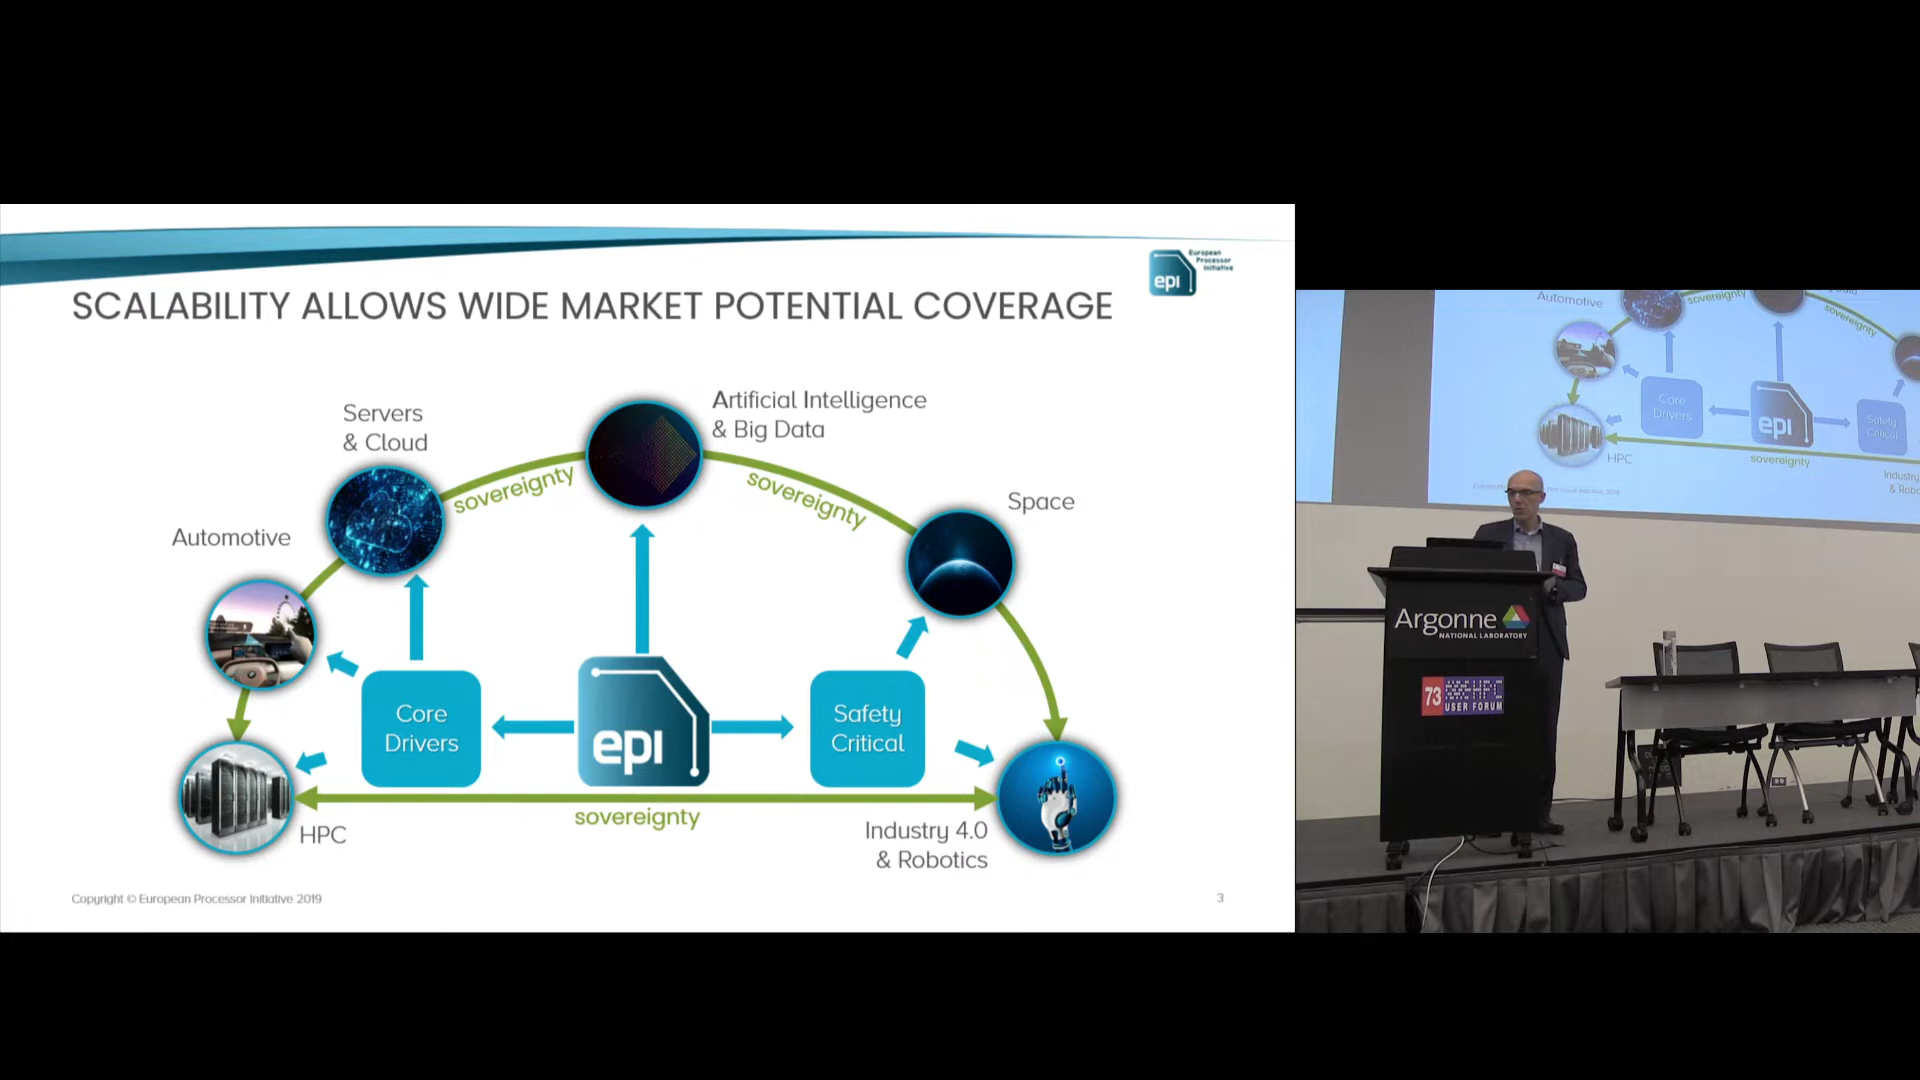 European
Processor
Initiative
epi
SCALABILITY ALLOWS WIDE MARKET POTENTIAL COVERAGE
Artificial Intelligence
& Big Data
Servers
& Cloud
sovereignty
sovereignty
Space
Automotive
Core
Drivers
epi
Safety
Critical
sovereignty
HPC
Industry 4.0
& Robotics
Copyright © European Processor Initiative 2019
3
Automotive
sovereignty
sovereignty
Core
Drivers
epi
Safety
Critical
sovereignty
HPC
Industry
Argonne
NATIONAL LABORATORY
73
HPC
USER FORUM